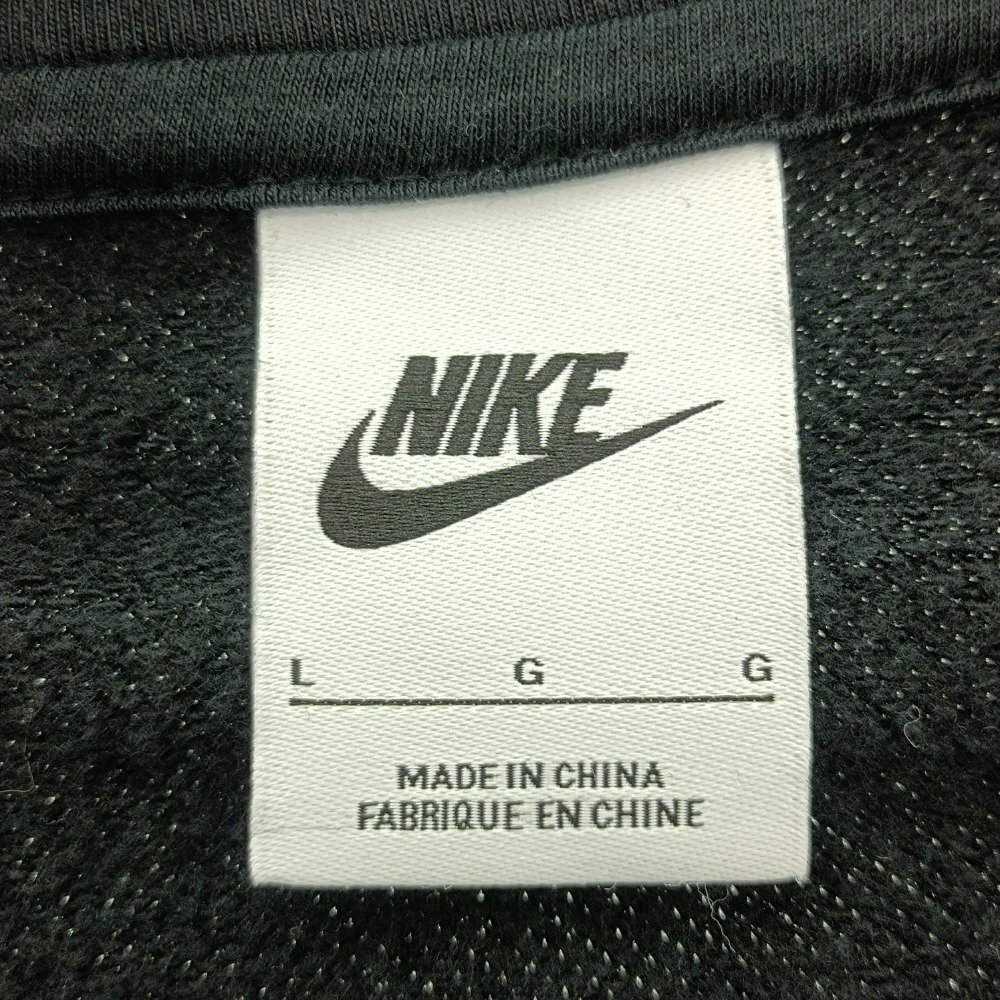 NIKE
L G G
MADE IN CHINA
FABRIQUE EN CHINE